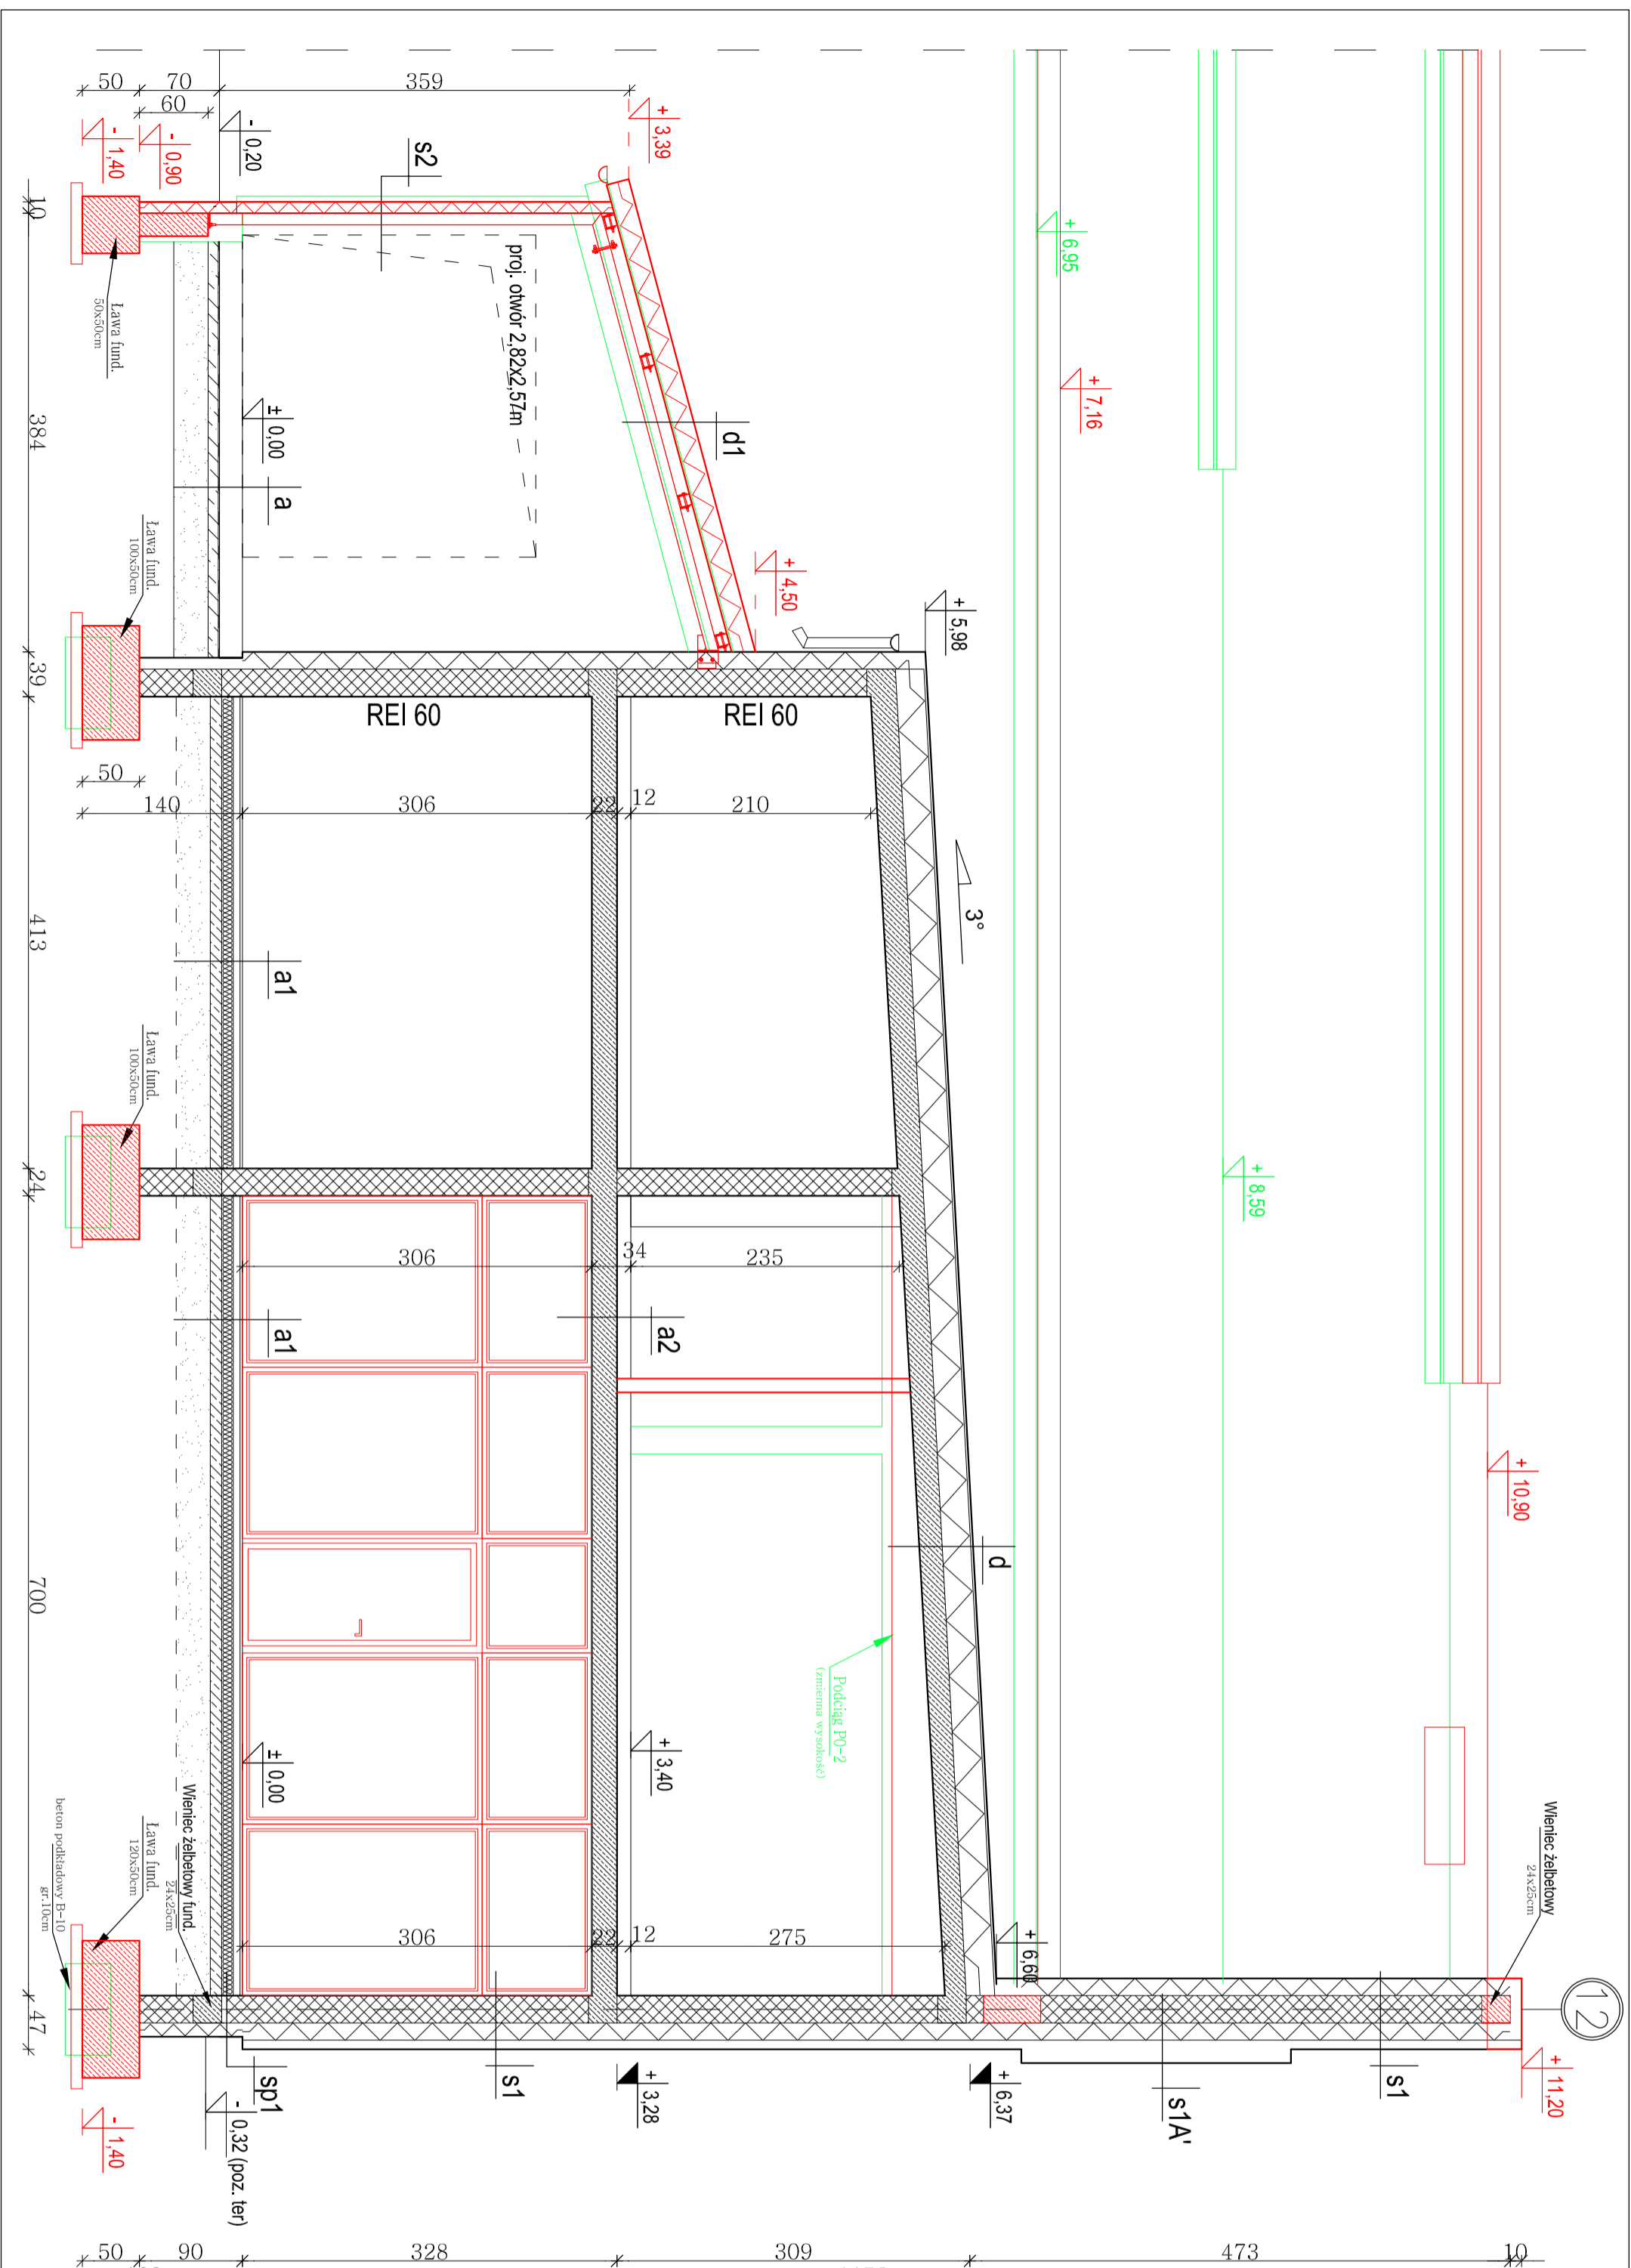 12
Wieniec żelbetowy
24x25cm
+ 11,20
+ 10,90
+ 8,59
+ 7,16
+ 6,95
+ 6,60
+ 6,37
+ 5,98
+ 4,50
+ 3,39
+ 3,40
+ 3,28
3°
s1
s1A'
s1
sp1
s2
d1
d
a
a1
a1
a2
REI 60
REI 60
proj. otwór 2,82x2,57m
Podciąg P0-2
(zmienna wysokość)
± 0,00
± 0,00
- 0,20
- 0,90
- 1,40
- 0,32 (poz. ter)
- 1,40
Ława fund.
50x50cm
Ława fund.
100x50cm
Ława fund.
100x50cm
Wieniec żelbetowy fund.
24x25cm
Ława fund.
120x50cm
beton podkładowy B-10
gr.10cm
50
70
60
359
50
140
306
22
12
210
306
34
235
306
22
12
275
10
384
39
413
24
700
47
50
90
328
309
473
10